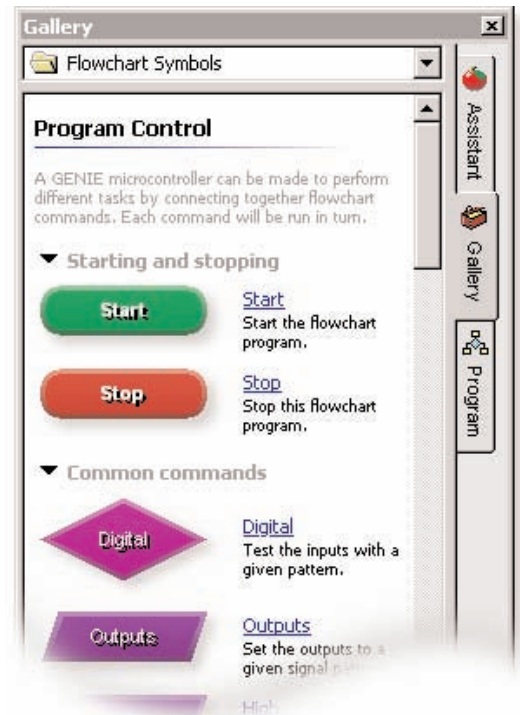 Gallery
Flowchart Symbols
Program Control
A GENIE microcontroller can be made to perform
different tasks by connecting together flowchart
commands. Each command will be run in turn.
Starting and stopping
Start
Start
Start the flowchart
program.
Stop
Stop
Stop this flowchart
program.
Common commands
Digital
Digital
Test the inputs with a
given pattern.
Outputs
Outputs
Set the outputs to a
given signal
High
Assistant
Gallery
Program